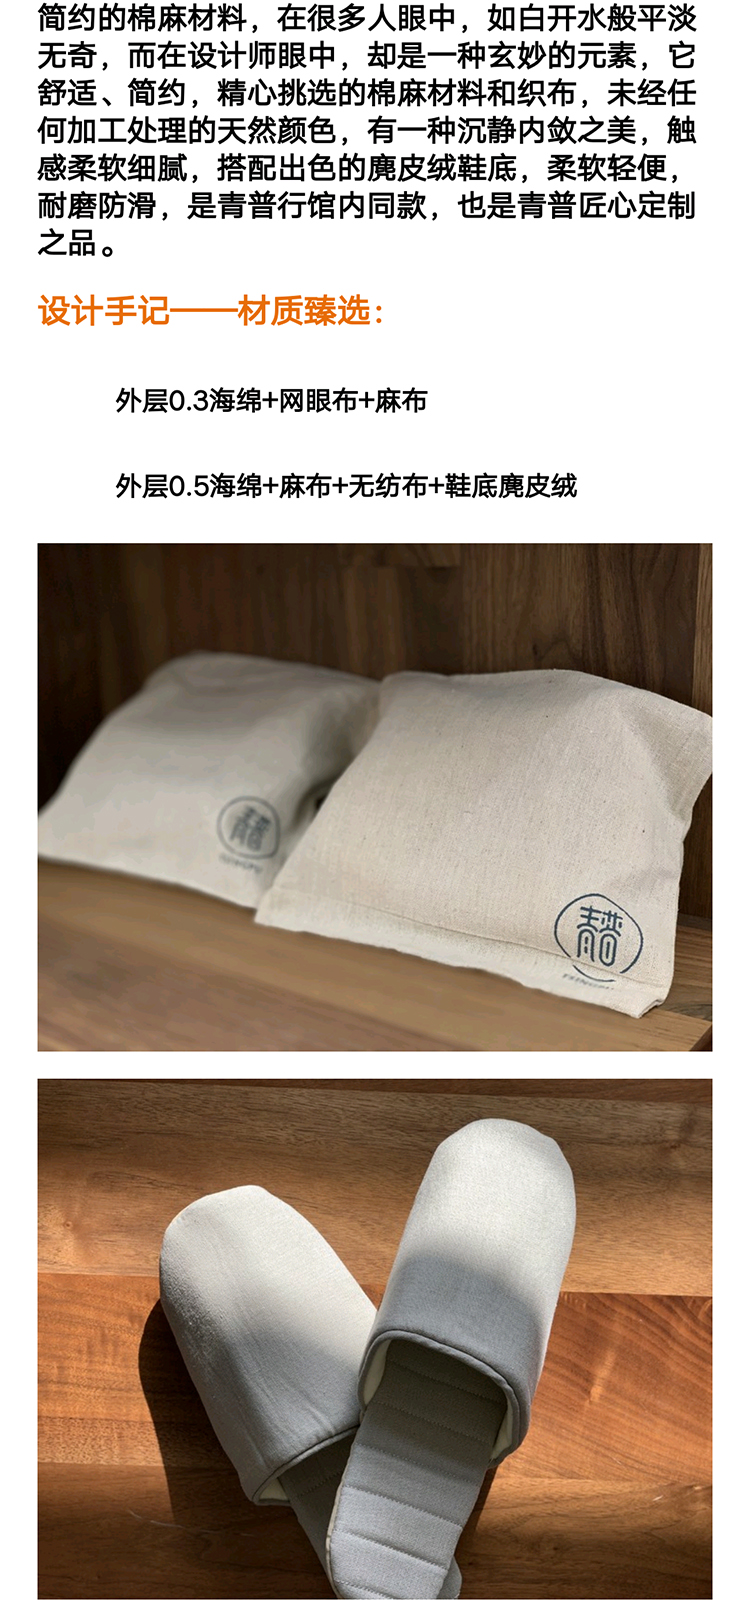 简约的棉麻材料，在很多人眼中，如白开水般平淡
无奇，而在设计师眼中，却是一种玄妙的元素，它
舒适、简约，精心挑选的棉麻材料和织布，未经任
何加工处理的天然颜色，有一种沉静内敛之美，触
感柔软细腻，搭配出色的麂皮绒鞋底，柔软轻便，
耐磨防滑，是青普行馆内同款，也是青普匠心定制
之品。
设计手记——材质臻选：
外层0.3海绵+网眼布+麻布
外层0.5海绵+麻布+无纺布+鞋底麂皮绒
青普
青普
TSINGPU